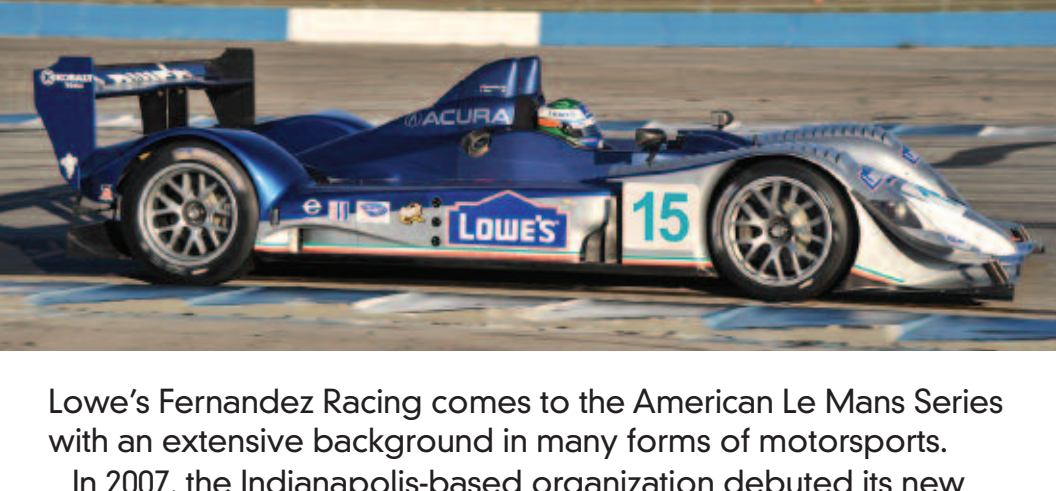 KOBALT
ACURA
LOWE'S
15
Lowe's Fernandez Racing comes to the American Le Mans Series
with an extensive background in many forms of motorsports.
In 2007, the Indianapolis-based organization debuted its new